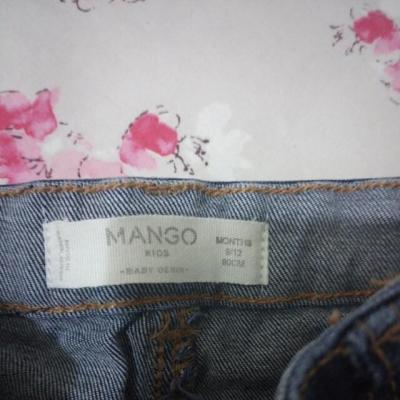 MANGO
KIDS
-BABY DENIM-
MONTHS
9/12
80CM